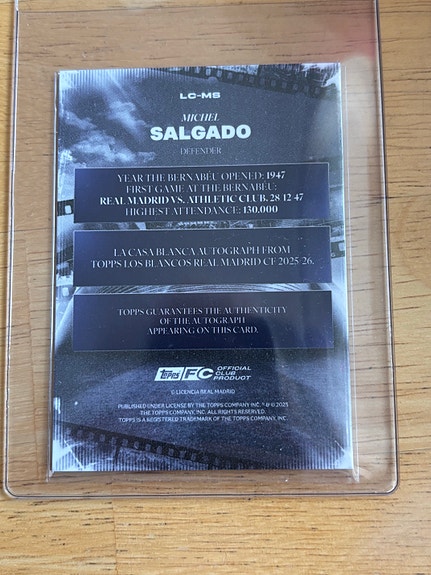 LC-MS
MICHEL
SALGADO
DEFENDER
YEAR THE BERNABÉU OPENED: 1947
FIRST GAME AT THE BERNABÉU:
REAL MADRID VS. ATHLETIC CLUB, 28 12 47
HIGHEST ATTENDANCE: 130.000
LA CASA BLANCA AUTOGRAPH FROM
TOPPS LOS BLANCOS REAL MADRID CF 2025-26.
TOPPS GUARANTEES THE AUTHENTICITY
OF THE AUTOGRAPH
APPEARING ON THIS CARD.
Topps FC OFFICIAL
CLUB
PRODUCT
© LICENCIA REAL MADRID
PUBLISHED UNDER LICENSE BY THE TOPPS COMPANY INC. ® © 2025
THE TOPPS COMPANY, INC. ALL RIGHTS RESERVED.
TOPPS IS A REGISTERED TRADEMARK OF THE TOPPS COMPANY, INC.